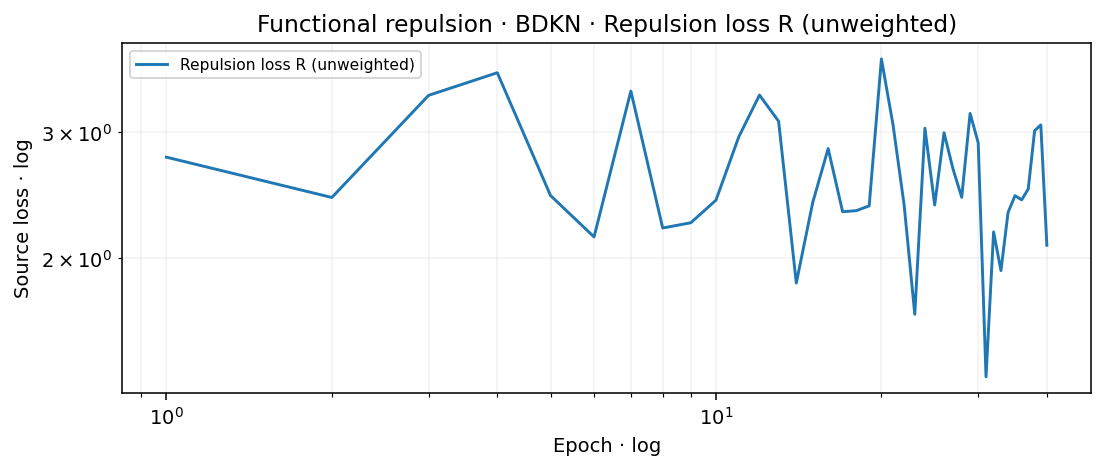 Functional repulsion · BDKN · Repulsion loss R (unweighted)
Repulsion loss R (unweighted)
3 × 10⁰
2 × 10⁰
Source loss · log
10⁰
10¹
Epoch · log